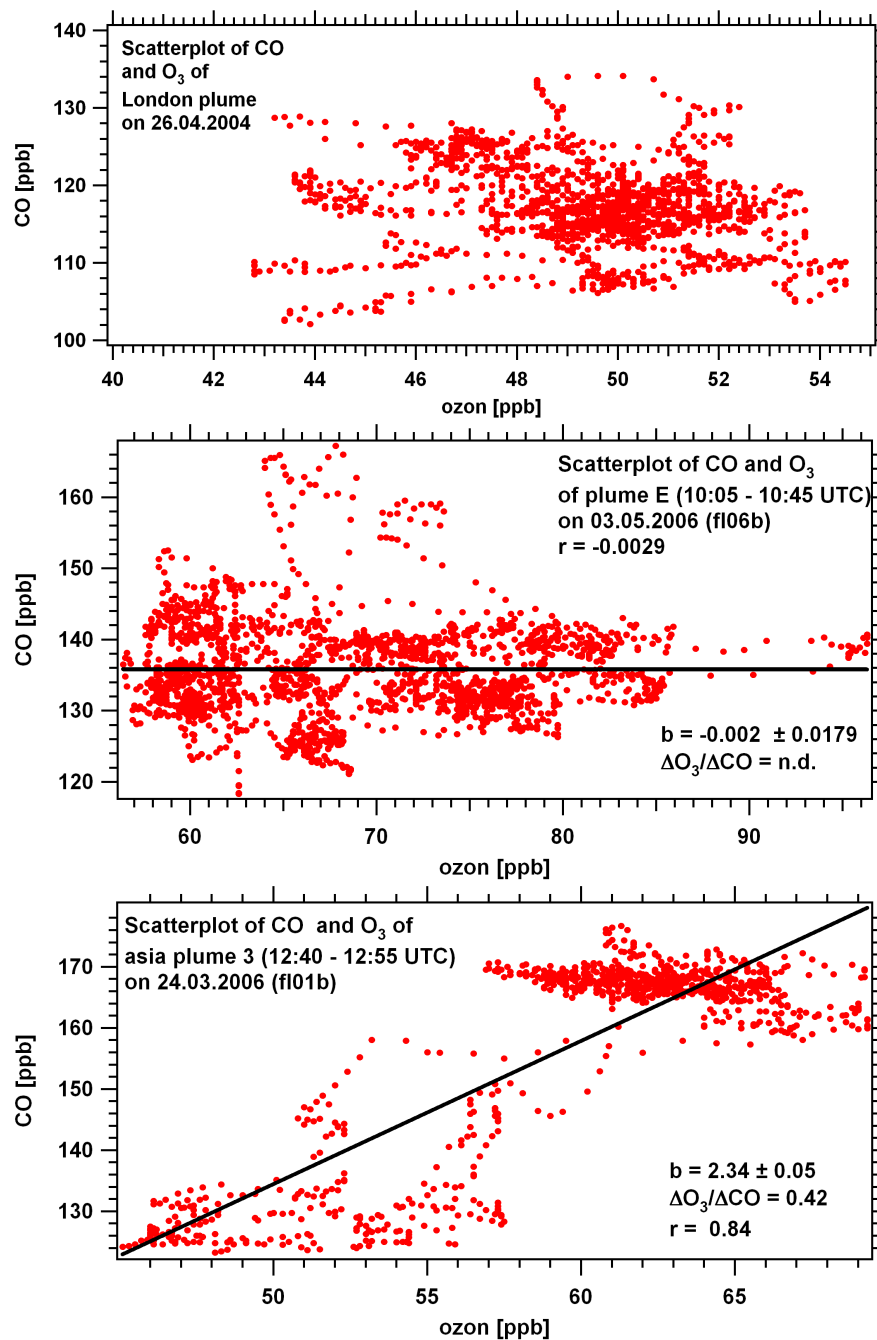 Scatterplot of CO
and O₃ of
London plume
on 26.04.2004
CO [ppb]
140
130
120
110
100
40 42 44 46 48 50 52 54
ozon [ppb]
Scatterplot of CO and O₃
of plume E (10:05 - 10:45 UTC)
on 03.05.2006 (fl06b)
r = -0.0029
CO [ppb]
160
150
140
130
120
b = -0.002 ± 0.0179
ΔO₃/ΔCO = n.d.
60 70 80 90
ozon [ppb]
Scatterplot of CO and O₃ of
asia plume 3 (12:40 - 12:55 UTC)
on 24.03.2006 (fl01b)
CO [ppb]
170
160
150
140
130
b = 2.34 ± 0.05
ΔO₃/ΔCO = 0.42
r = 0.84
50 55 60 65
ozon [ppb]